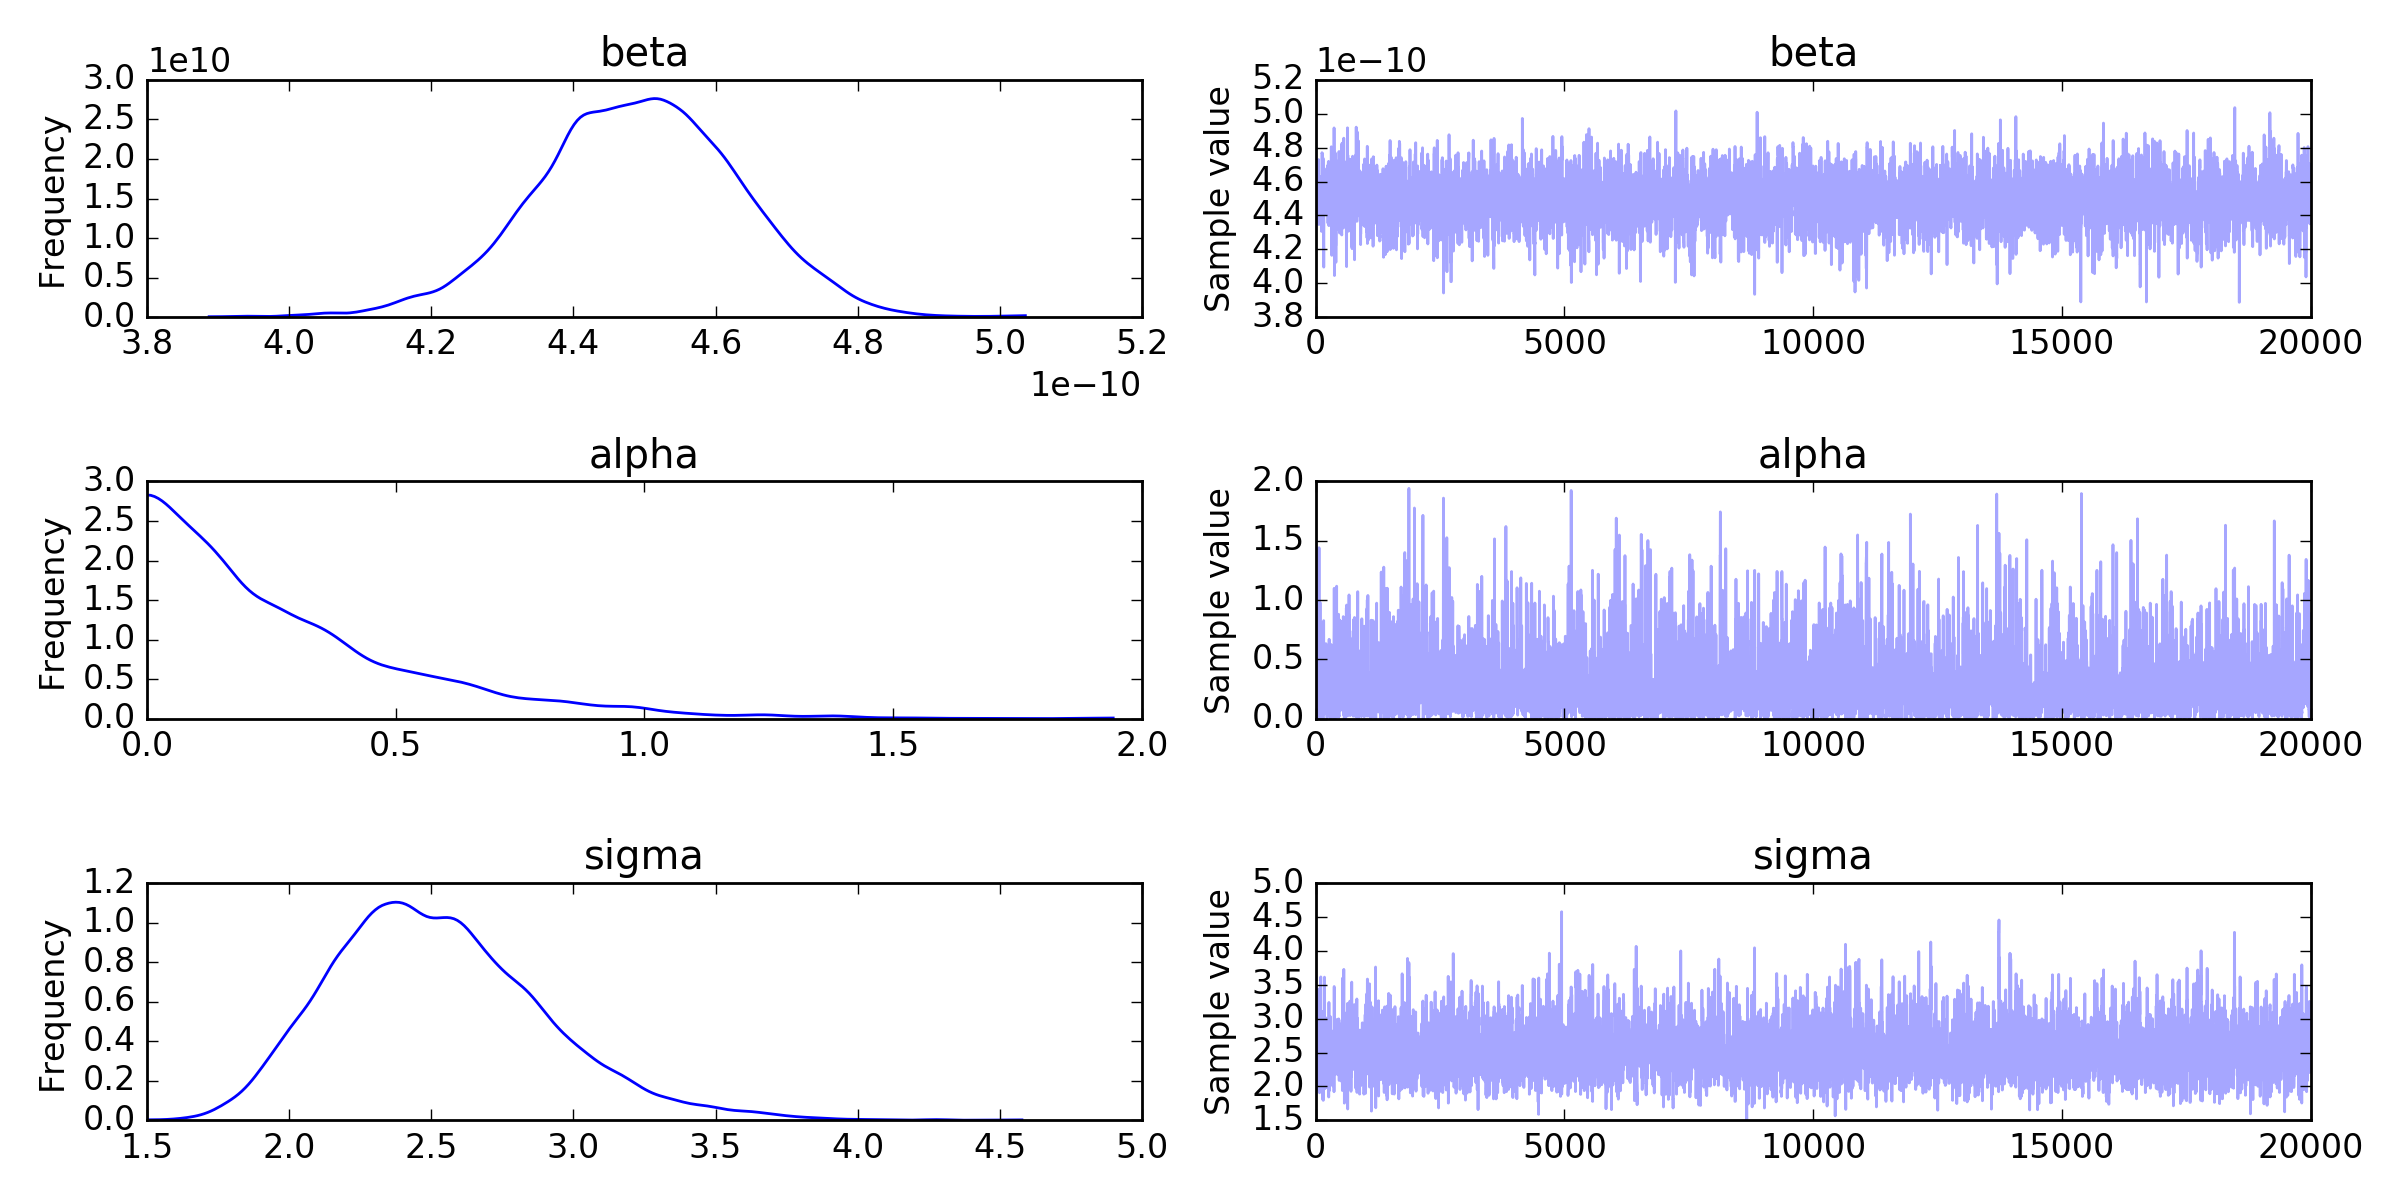 beta
1e10
Frequency
3.0
2.5
2.0
1.5
1.0
0.5
0.0
3.8 4.0 4.2 4.4 4.6 4.8 5.0 5.2
1e−10
beta
1e−10
Sample value
5.2
5.0
4.8
4.6
4.4
4.2
4.0
3.8
0 5000 10000 15000 20000
alpha
Frequency
3.0
2.5
2.0
1.5
1.0
0.5
0.0
0.0 0.5 1.0 1.5 2.0
alpha
Sample value
2.0
1.5
1.0
0.5
0.0
0 5000 10000 15000 20000
sigma
Frequency
1.2
1.0
0.8
0.6
0.4
0.2
0.0
1.5 2.0 2.5 3.0 3.5 4.0 4.5 5.0
sigma
Sample value
5.0
4.5
4.0
3.5
3.0
2.5
2.0
1.5
0 5000 10000 15000 20000